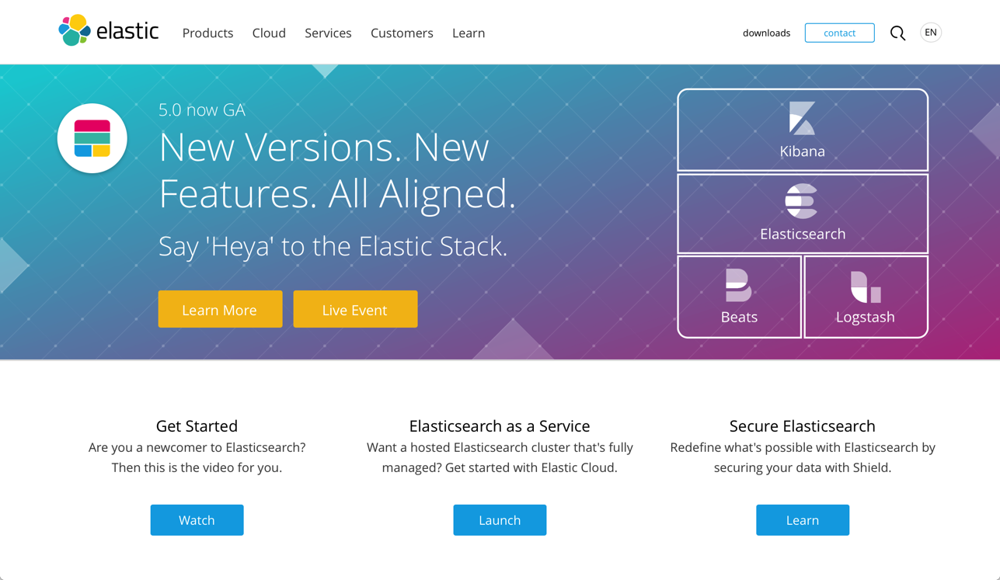 elastic
Products Cloud Services Customers Learn
downloads contact EN
5.0 now GA
New Versions. New
Features. All Aligned.
Say 'Heya' to the Elastic Stack.
Learn More Live Event
Kibana
Elasticsearch
Beats Logstash
Get Started
Are you a newcomer to Elasticsearch?
Then this is the video for you.
Watch
Elasticsearch as a Service
Want a hosted Elasticsearch cluster that's fully
managed? Get started with Elastic Cloud.
Launch
Secure Elasticsearch
Redefine what's possible with Elasticsearch by
securing your data with Shield.
Learn